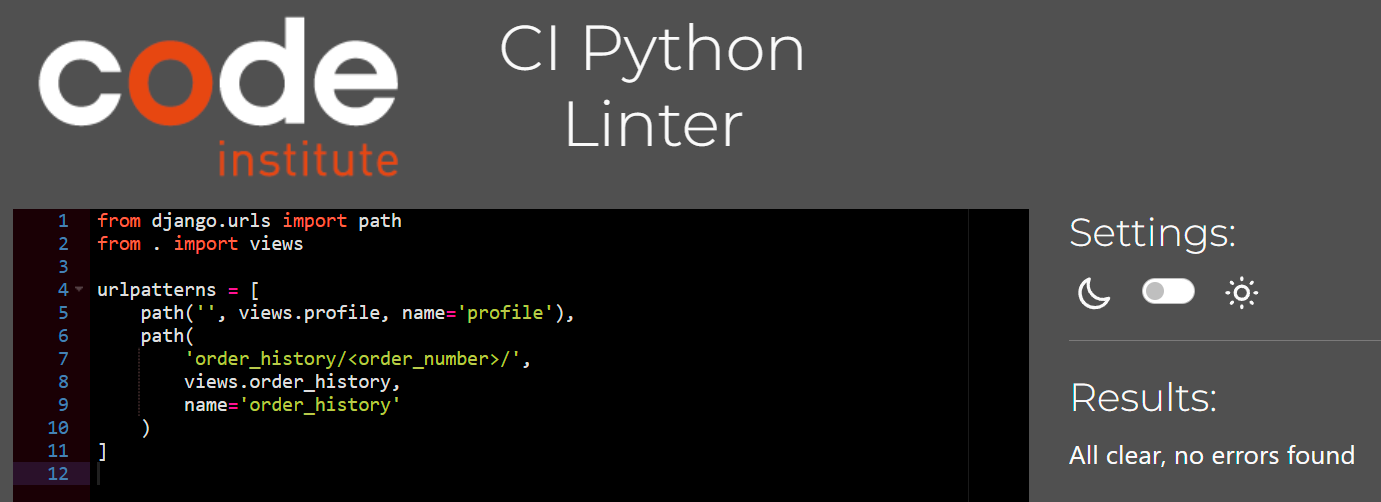 code
institute
CI Python
Linter
1 from django.urls import path
2 from . import views
3
4 urlpatterns = [
5     path('', views.profile, name='profile'),
6     path(
7         'order_history/<order_number>/',
8         views.order_history,
9         name='order_history'
10     )
11 ]
12
Settings:
Results:
All clear, no errors found